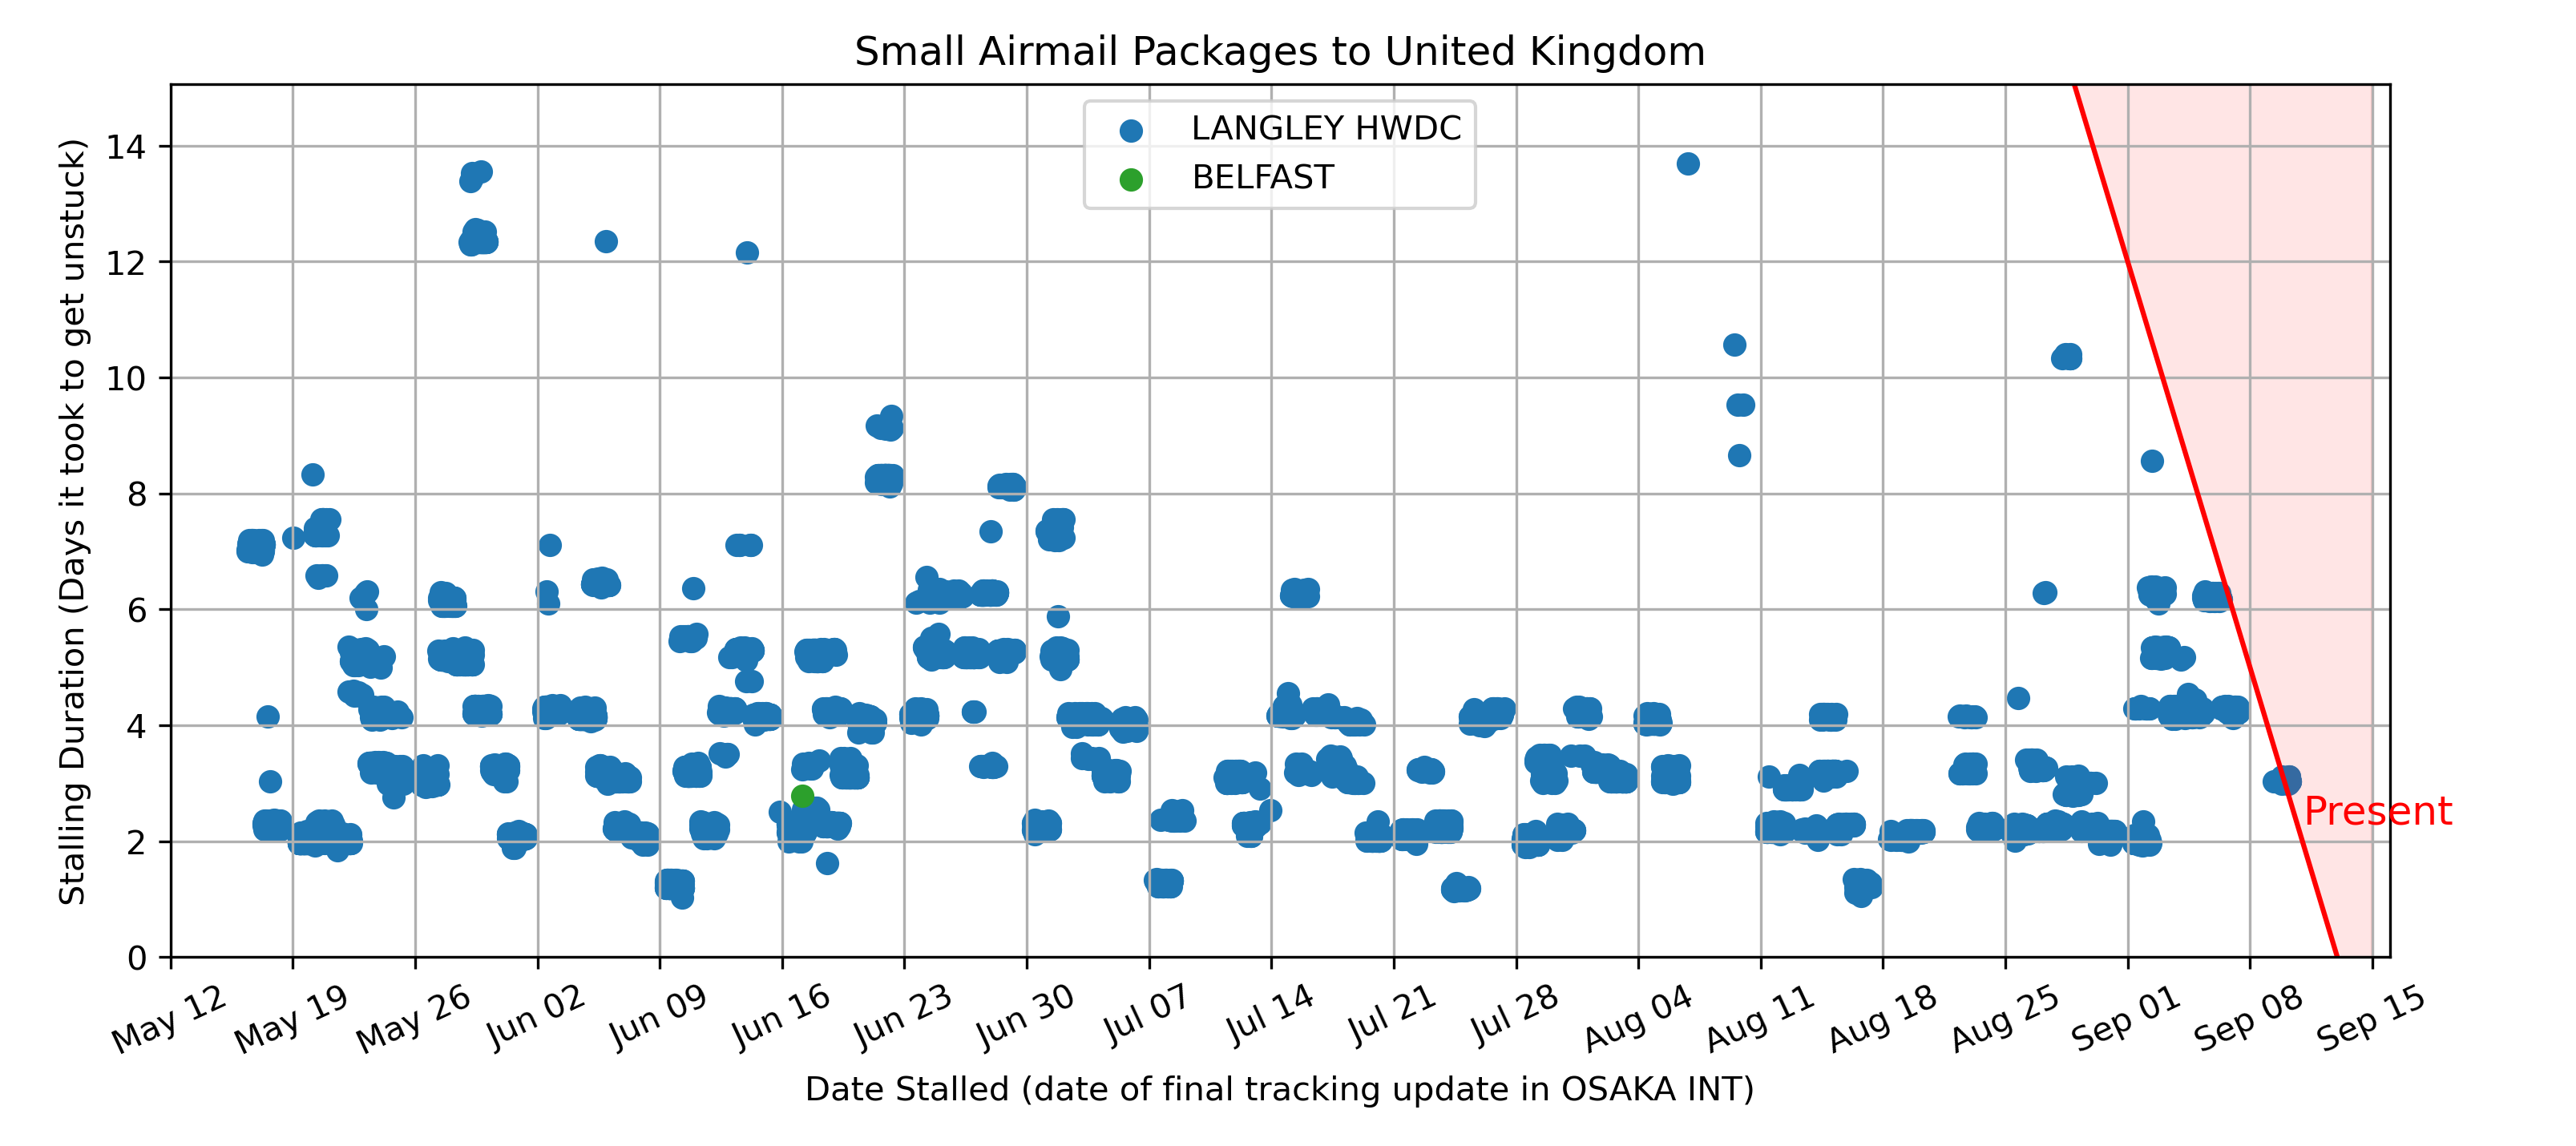 Small Airmail Packages to United Kingdom
LANGLEY HWDC
BELFAST
Stalling Duration (Days it took to get unstuck)
14
12
10
8
6
4
2
0
Present
May 12
May 19
May 26
Jun 02
Jun 09
Jun 16
Jun 23
Jun 30
Jul 07
Jul 14
Jul 21
Jul 28
Aug 04
Aug 11
Aug 18
Aug 25
Sep 01
Sep 08
Sep 15
Date Stalled (date of final tracking update in OSAKA INT)